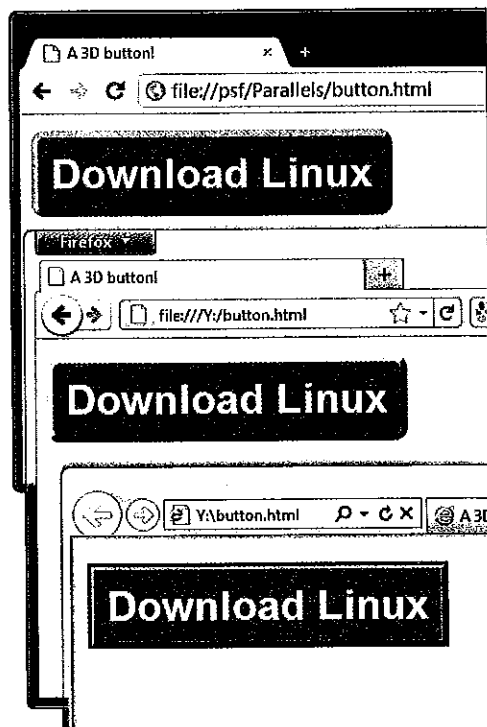 A 3D button!
file://psf/Parallels/button.html
Download Linux
Firefox
A 3D button!
file:///Y:/button.html
Download Linux
Y:\button.html
A 3D
Download Linux